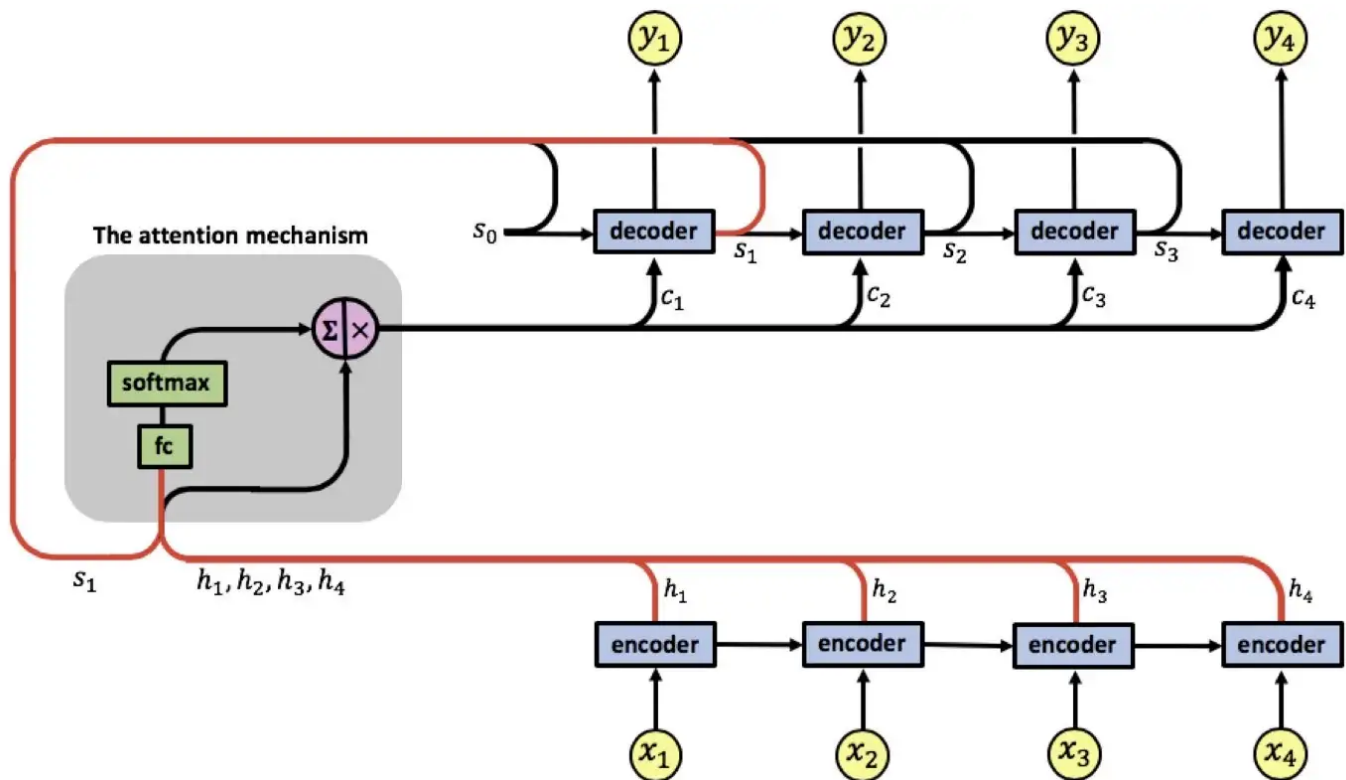 y₁ y₂ y₃ y₄
s₀ decoder s₁ decoder s₂ decoder s₃ decoder
The attention mechanism
c₁ c₂ c₃ c₄
Σ ×
softmax
fc
s₁ h₁, h₂, h₃, h₄ h₁ h₂ h₃ h₄
encoder encoder encoder encoder
x₁ x₂ x₃ x₄